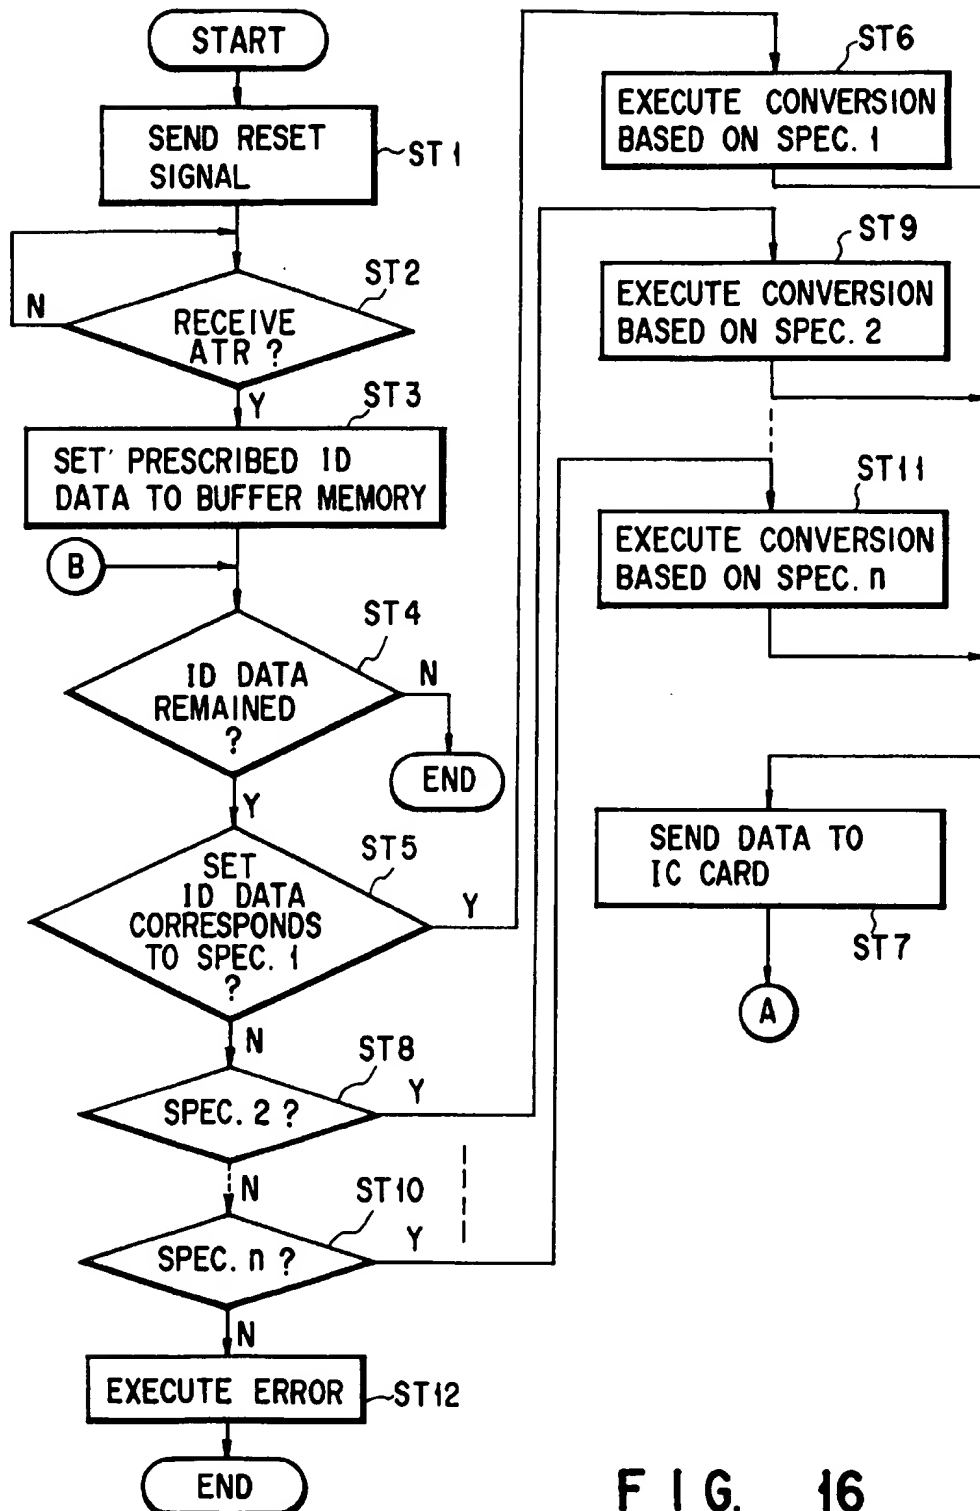 START
SEND RESET
SIGNAL
ST1
ST2
N
RECEIVE
ATR ?
Y
ST3
SET' PRESCRIBED ID
DATA TO BUFFER MEMORY
B
ST4
ID DATA
REMAINED
?
N
END
Y
ST5
SET
ID DATA
CORRESPONDS
TO SPEC. 1
?
Y
N
ST8
SPEC. 2 ?
Y
N
ST10
SPEC. n ?
Y
N
EXECUTE ERROR
ST12
END
ST6
EXECUTE CONVERSION
BASED ON SPEC. 1
ST9
EXECUTE CONVERSION
BASED ON SPEC. 2
ST11
EXECUTE CONVERSION
BASED ON SPEC. n
SEND DATA TO
IC CARD
ST7
A
FIG. 16